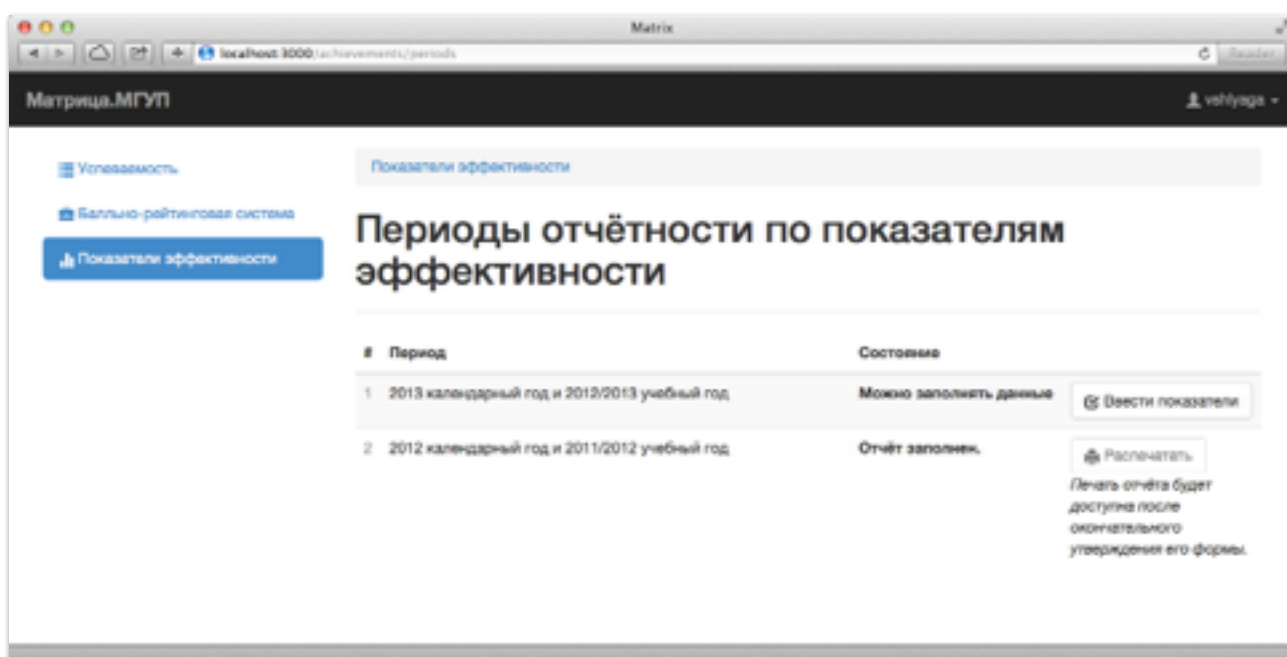 Matrix
localhost:3000/achievements/periods
Reader
Матрица.МГУП
vshlyaga
Успеваемость
Балльно-рейтинговая система
Показатели эффективности
Показатели эффективности
Периоды отчётности по показателям
эффективности
# Период Состояние
1 2013 календарный год и 2012/2013 учебный год Можно заполнять данные Ввести показатели
2 2012 календарный год и 2011/2012 учебный год Отчёт заполнен. Распечатать
Печать отчёта будет
доступна после
окончательного
утверждения его формы.